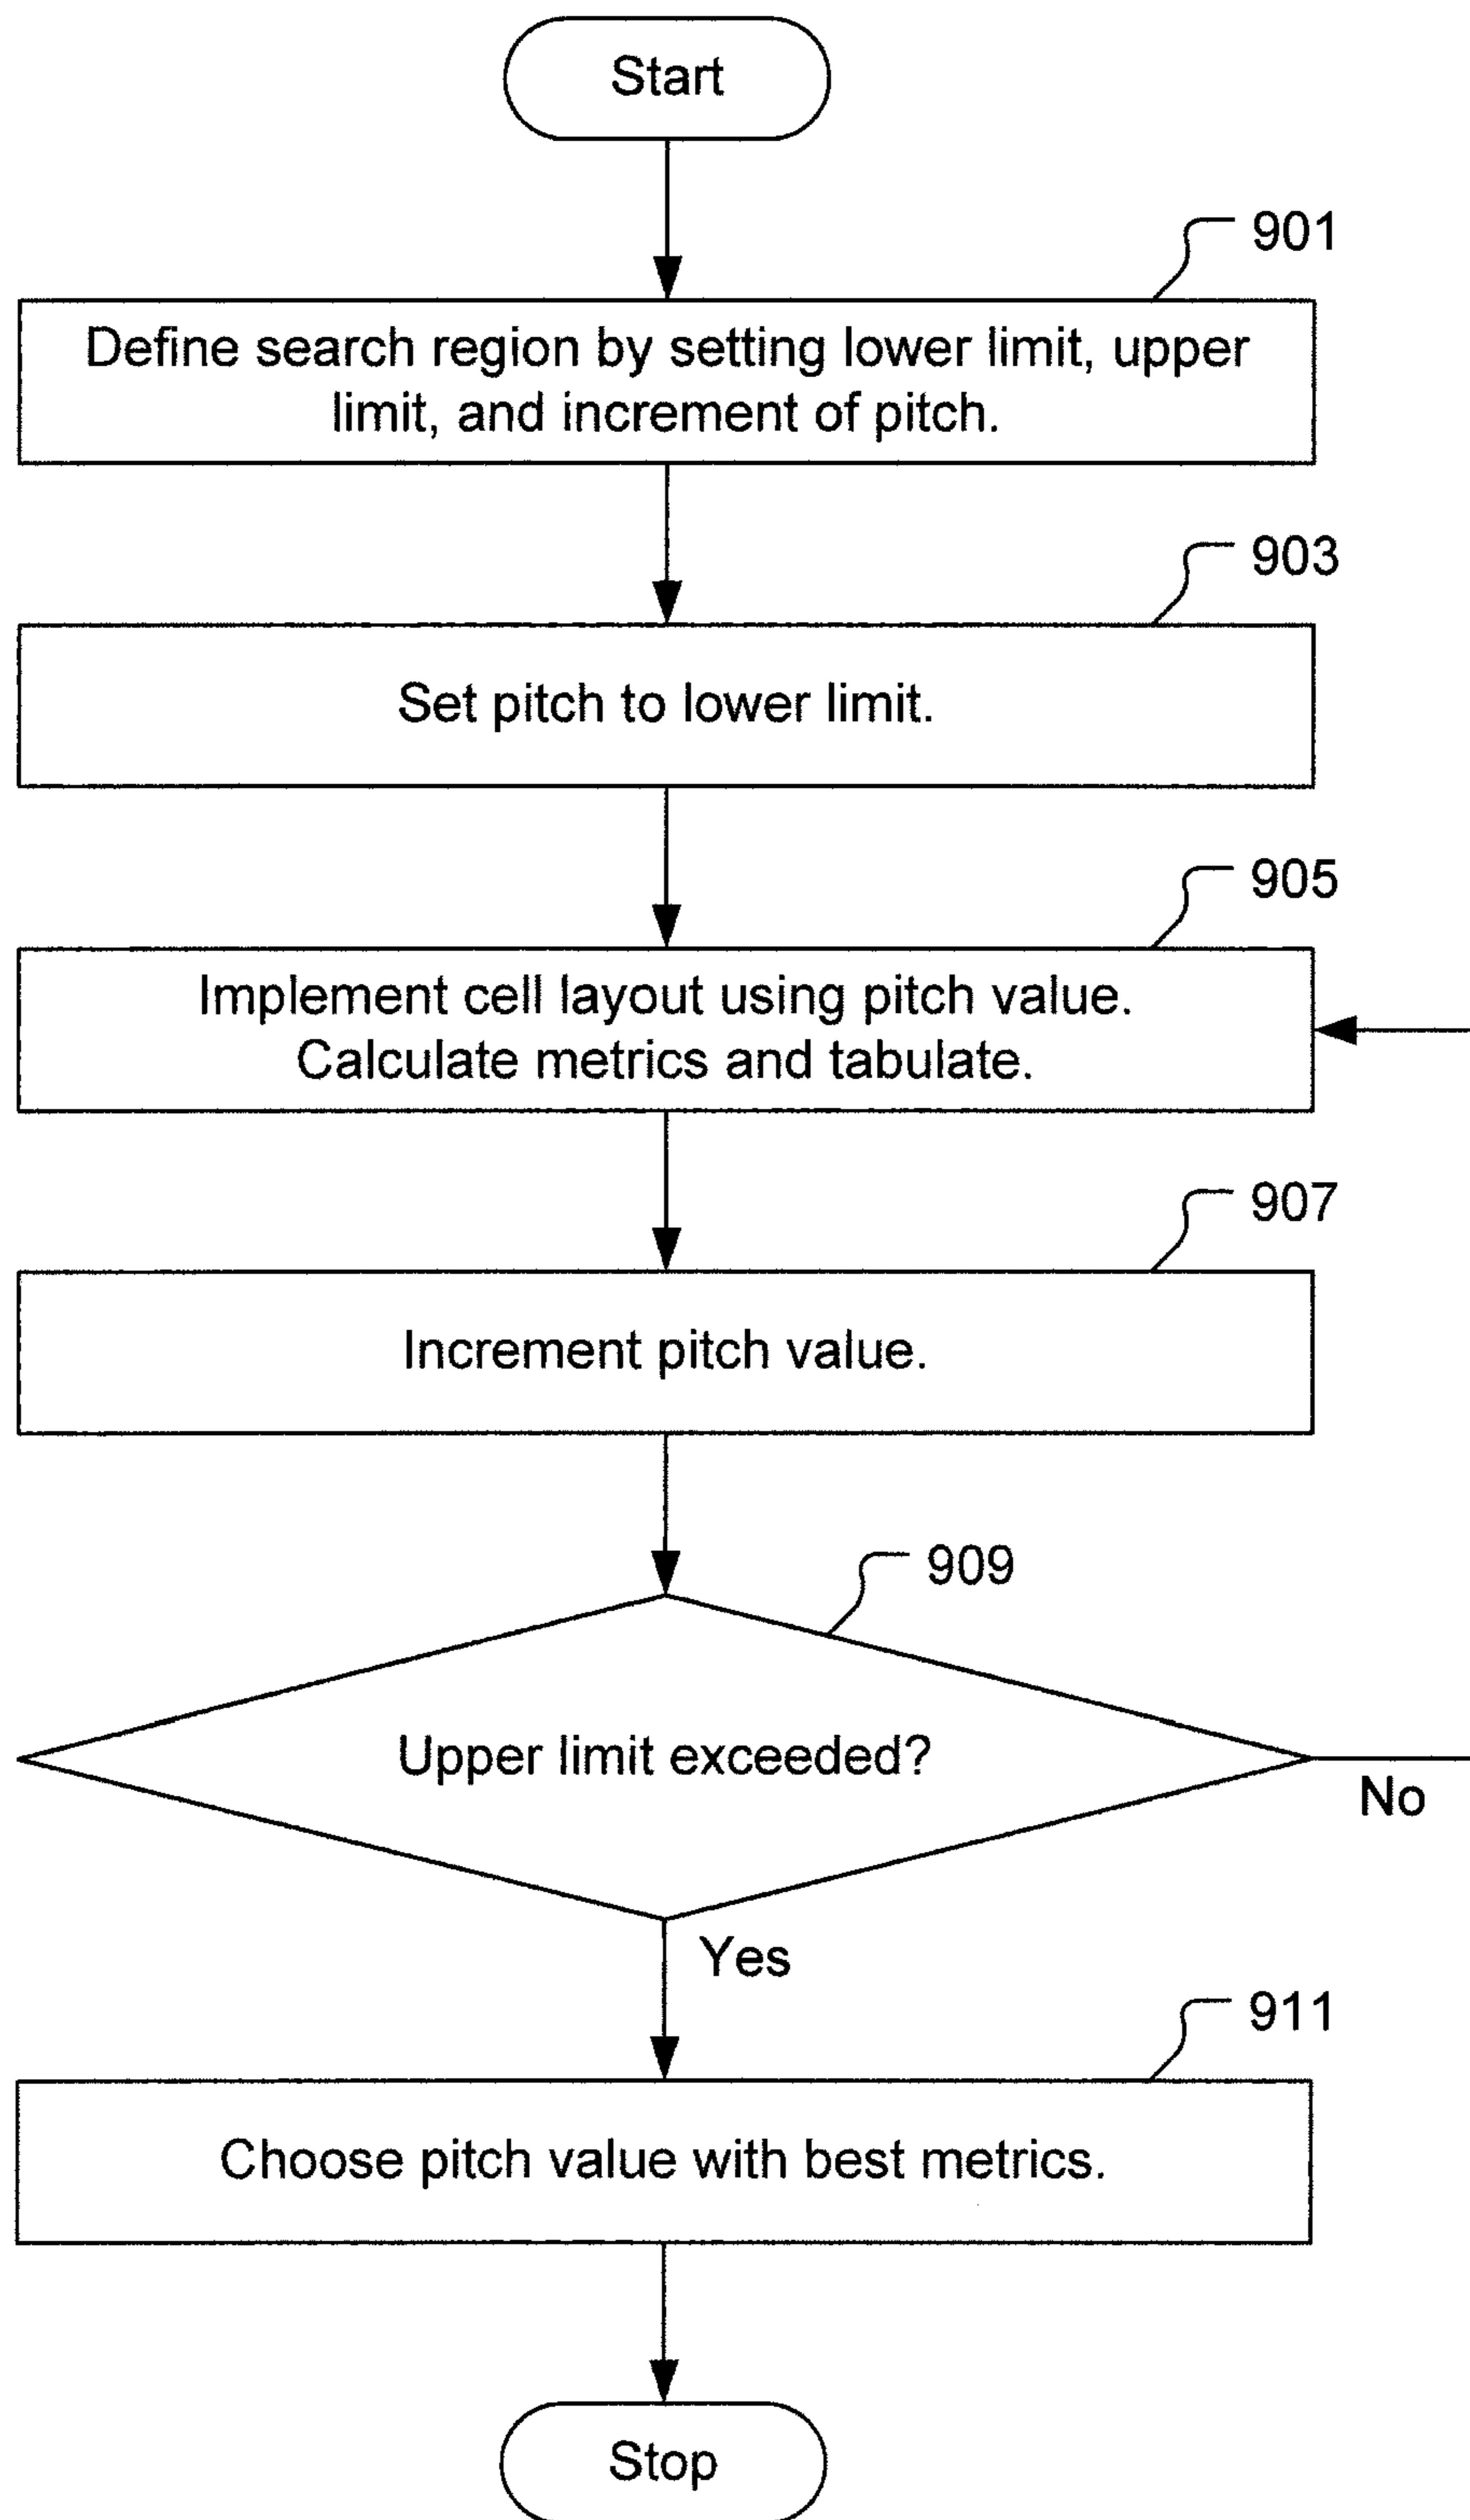 Start
901
Define search region by setting lower limit, upper
limit, and increment of pitch.
903
Set pitch to lower limit.
905
Implement cell layout using pitch value.
Calculate metrics and tabulate.
907
Increment pitch value.
909
Upper limit exceeded?
No
Yes
911
Choose pitch value with best metrics.
Stop